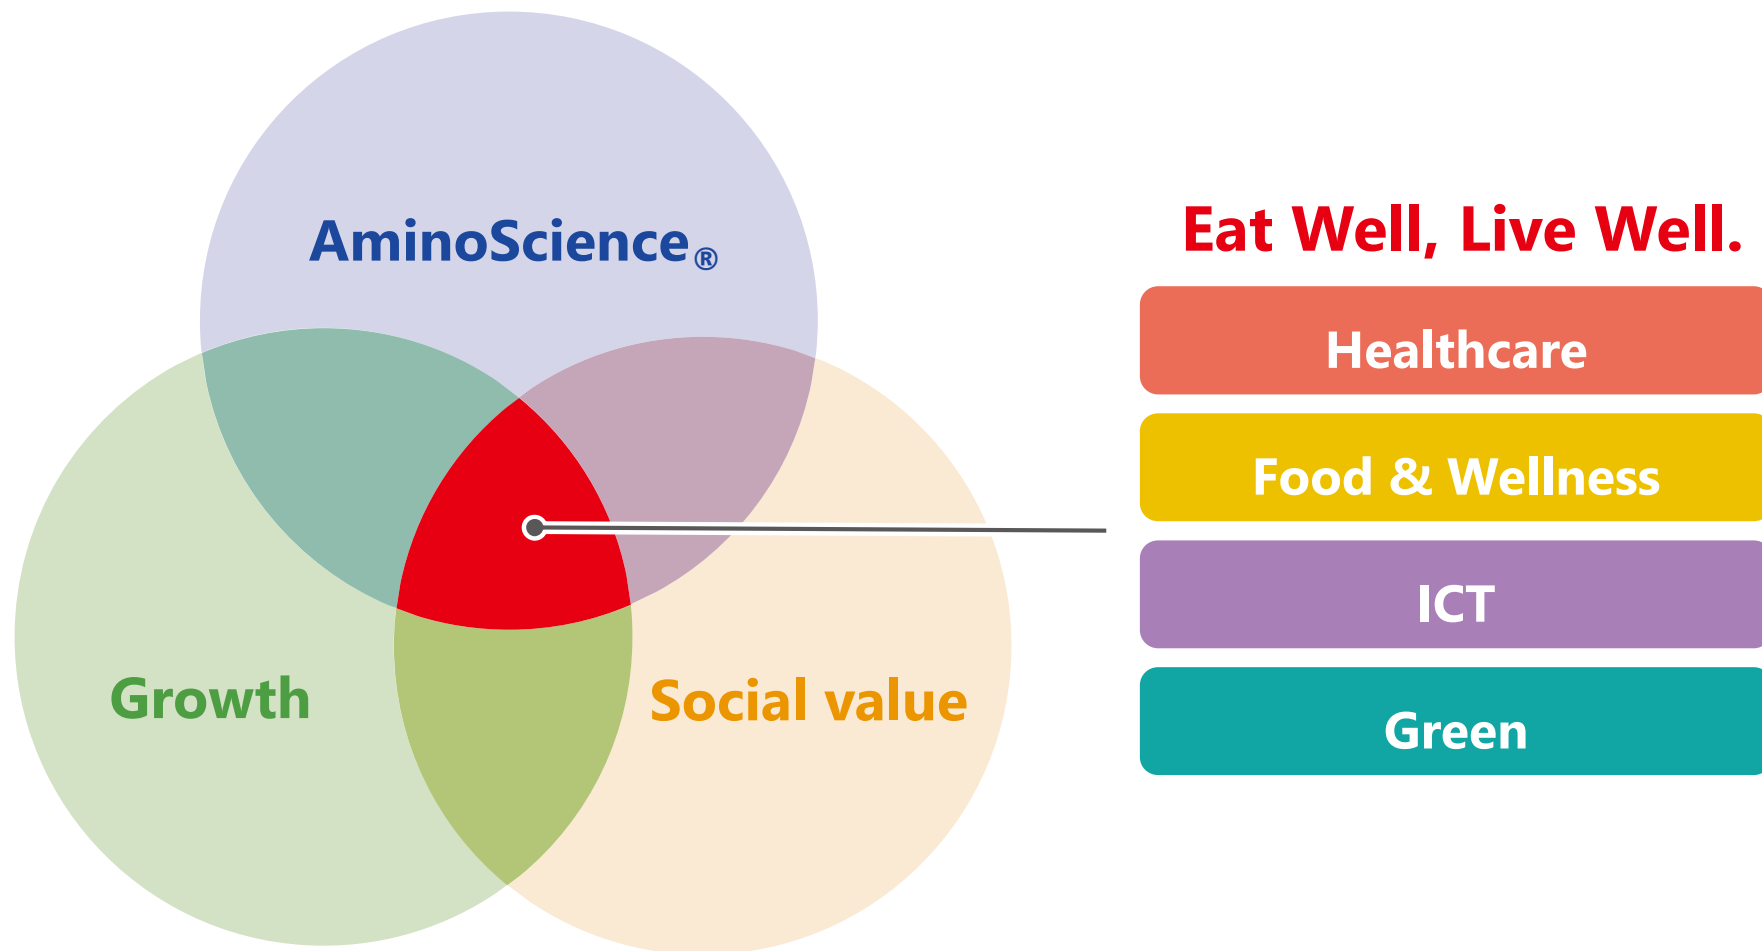 AminoScience®
Growth
Social value
Eat Well, Live Well.
Healthcare
Food & Wellness
ICT
Green